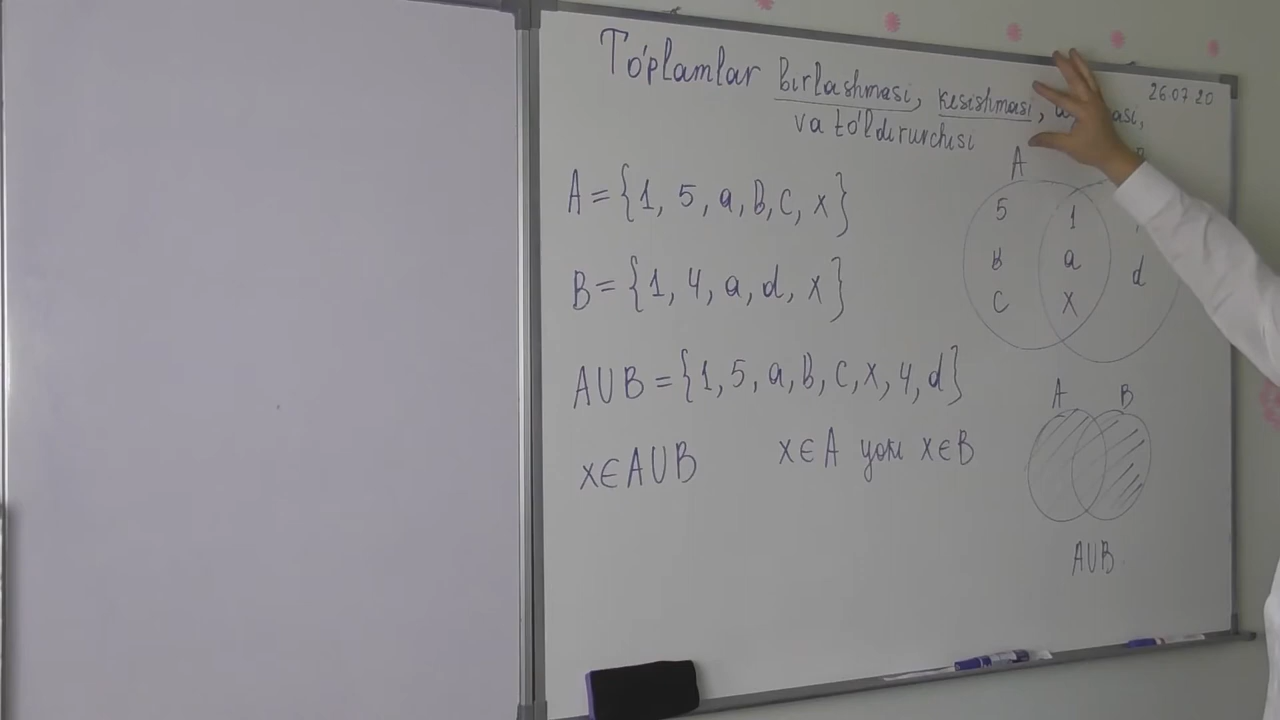 To'plamlar birlashmasi, kesishmasi,
26.07.20
va to'ldiruvchisi
A
A = {1, 5, a, B, c, x}
5 1
B a d
c x
B = {1, 4, a, d, x}
A∪B = {1, 5, a, B, c, x, 4, d}
A B
x∈A∪B x∈A yoki x∈B
A∪B